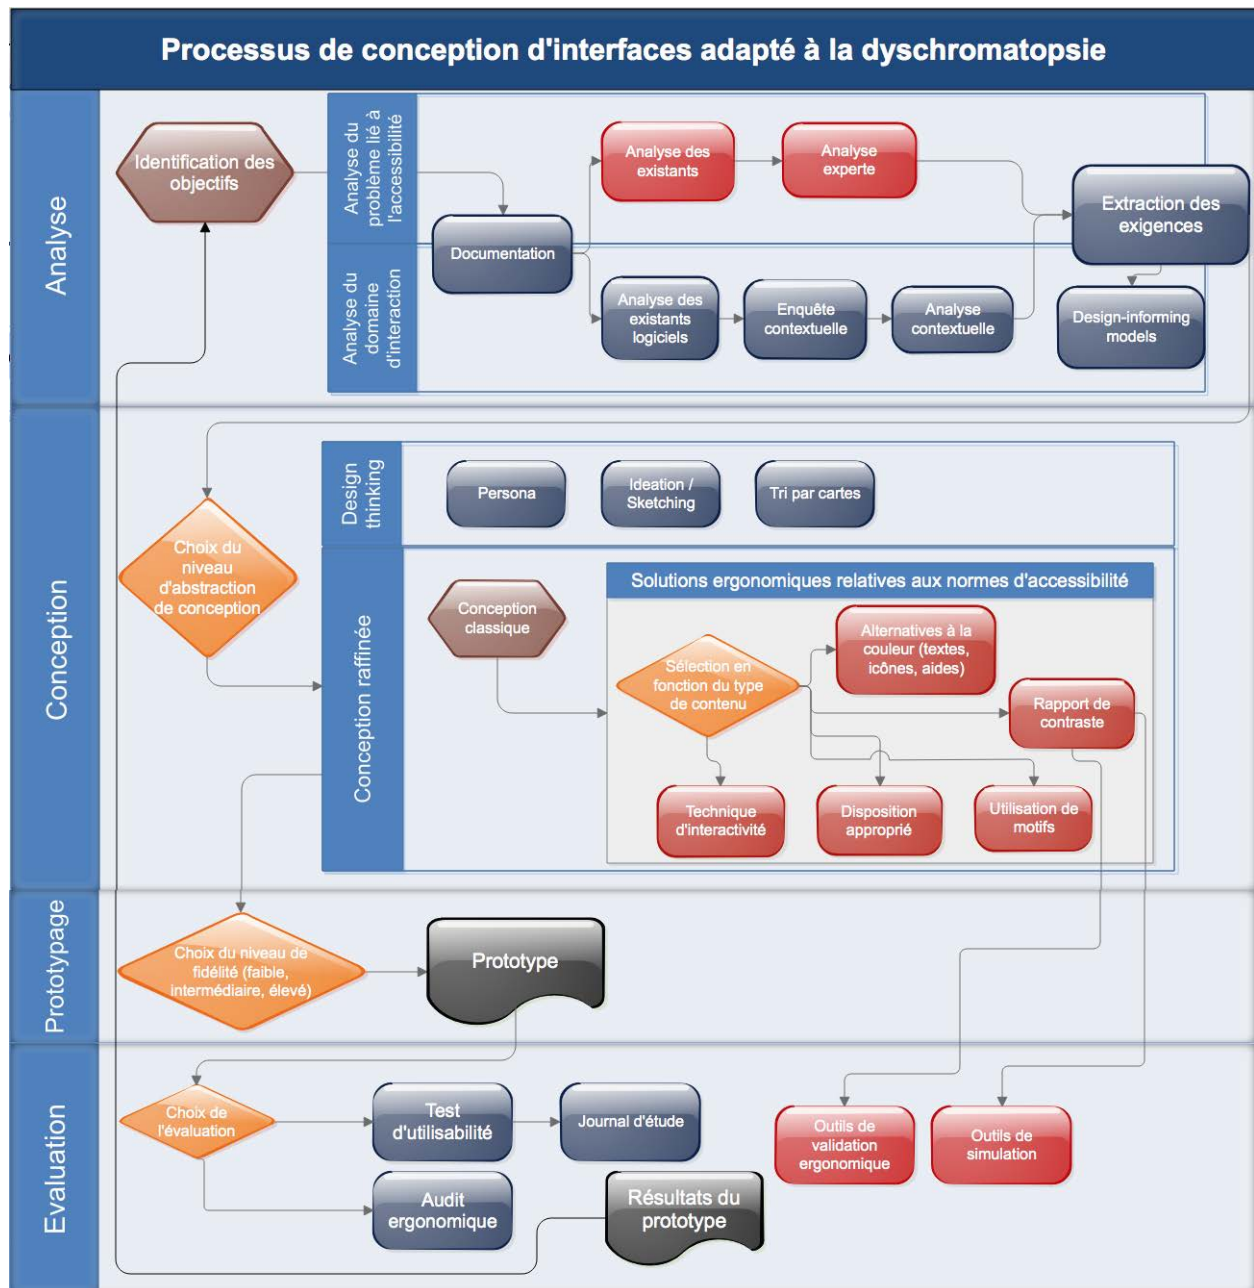 Processus de conception d'interfaces adapté à la dyschromatopsie
Analyse
Identification des
objectifs
Analyse du
problème lié à
l'accessibilité
Analyse des
existants
Analyse
experte
Extraction des
exigences
Documentation
Analyse du
domaine
d'interaction
Analyse des
existants
logiciels
Enquête
contextuelle
Analyse
contextuelle
Design-informing
models
Conception
Choix du
niveau
d'abstraction
de conception
Design
thinking
Persona
Ideation /
Sketching
Tri par cartes
Conception raffinée
Conception
classique
Solutions ergonomiques relatives aux normes d'accessibilité
Sélection en
fonction du type
de contenu
Alternatives à la
couleur (textes,
icônes, aides)
Rapport de
contraste
Technique
d'interactivité
Disposition
approprié
Utilisation de
motifs
Prototypage
Choix du niveau de
fidélité (faible,
intermédiaire, élevé)
Prototype
Evaluation
Choix de
l'évaluation
Test
d'utilisabilité
Journal d'étude
Outils de
validation
ergonomique
Outils de
simulation
Audit
ergonomique
Résultats du
prototype